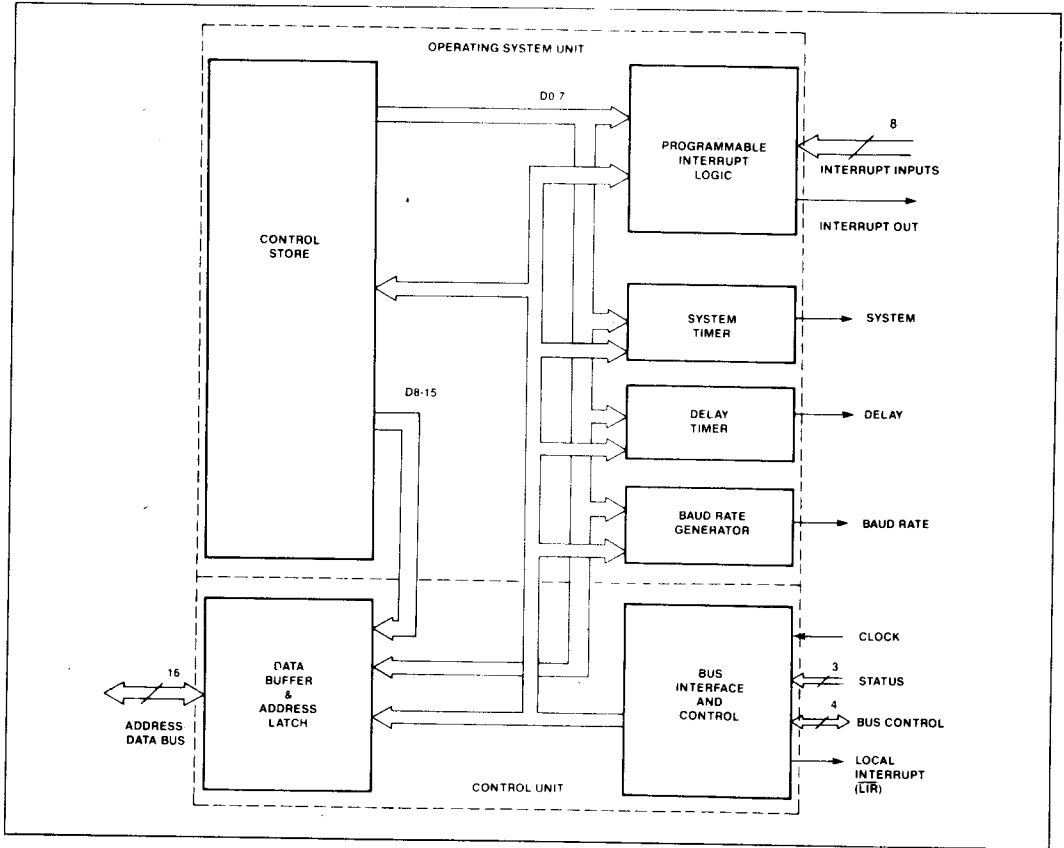 OPERATING SYSTEM UNIT
D0 7
CONTROL
STORE
PROGRAMMABLE
INTERRUPT
LOGIC
8
INTERRUPT INPUTS
INTERRUPT OUT
SYSTEM
TIMER
SYSTEM
D8-15
DELAY
TIMER
DELAY
BAUD RATE
GENERATOR
BAUD RATE
16
ADDRESS
DATA BUS
DATA
BUFFER
&
ADDRESS
LATCH
BUS
INTERFACE
AND
CONTROL
CLOCK
3
STATUS
4
BUS CONTROL
LOCAL
INTERRUPT
(LIR)
CONTROL UNIT